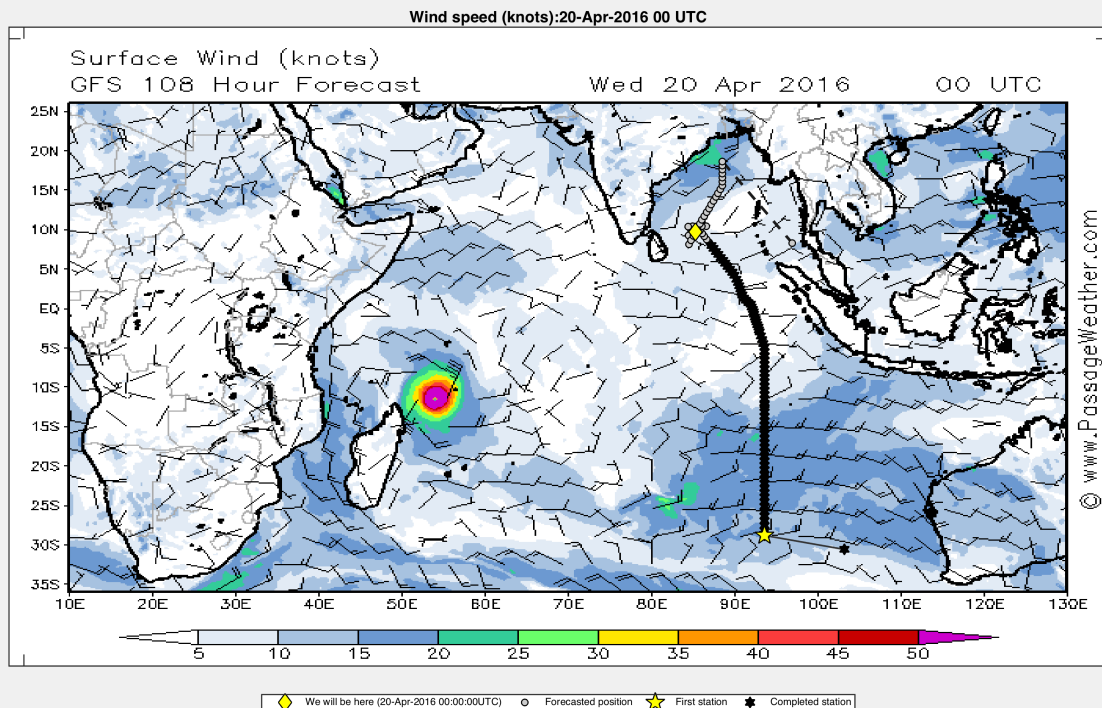 Wind speed (knots):20-Apr-2016 00 UTC
Surface Wind (knots)
GFS 108 Hour Forecast Wed 20 Apr 2016 00 UTC
25N
20N
15N
10N
5N
EQ
5S
10S
15S
20S
25S
30S
35S
10E 20E 30E 40E 50E 60E 70E 80E 90E 100E 110E 120E 130E
© www.PassageWeather.com
5 10 15 20 25 30 35 40 45 50
We will be here (20-Apr-2016 00:00:00UTC) Forecasted position First station Completed station